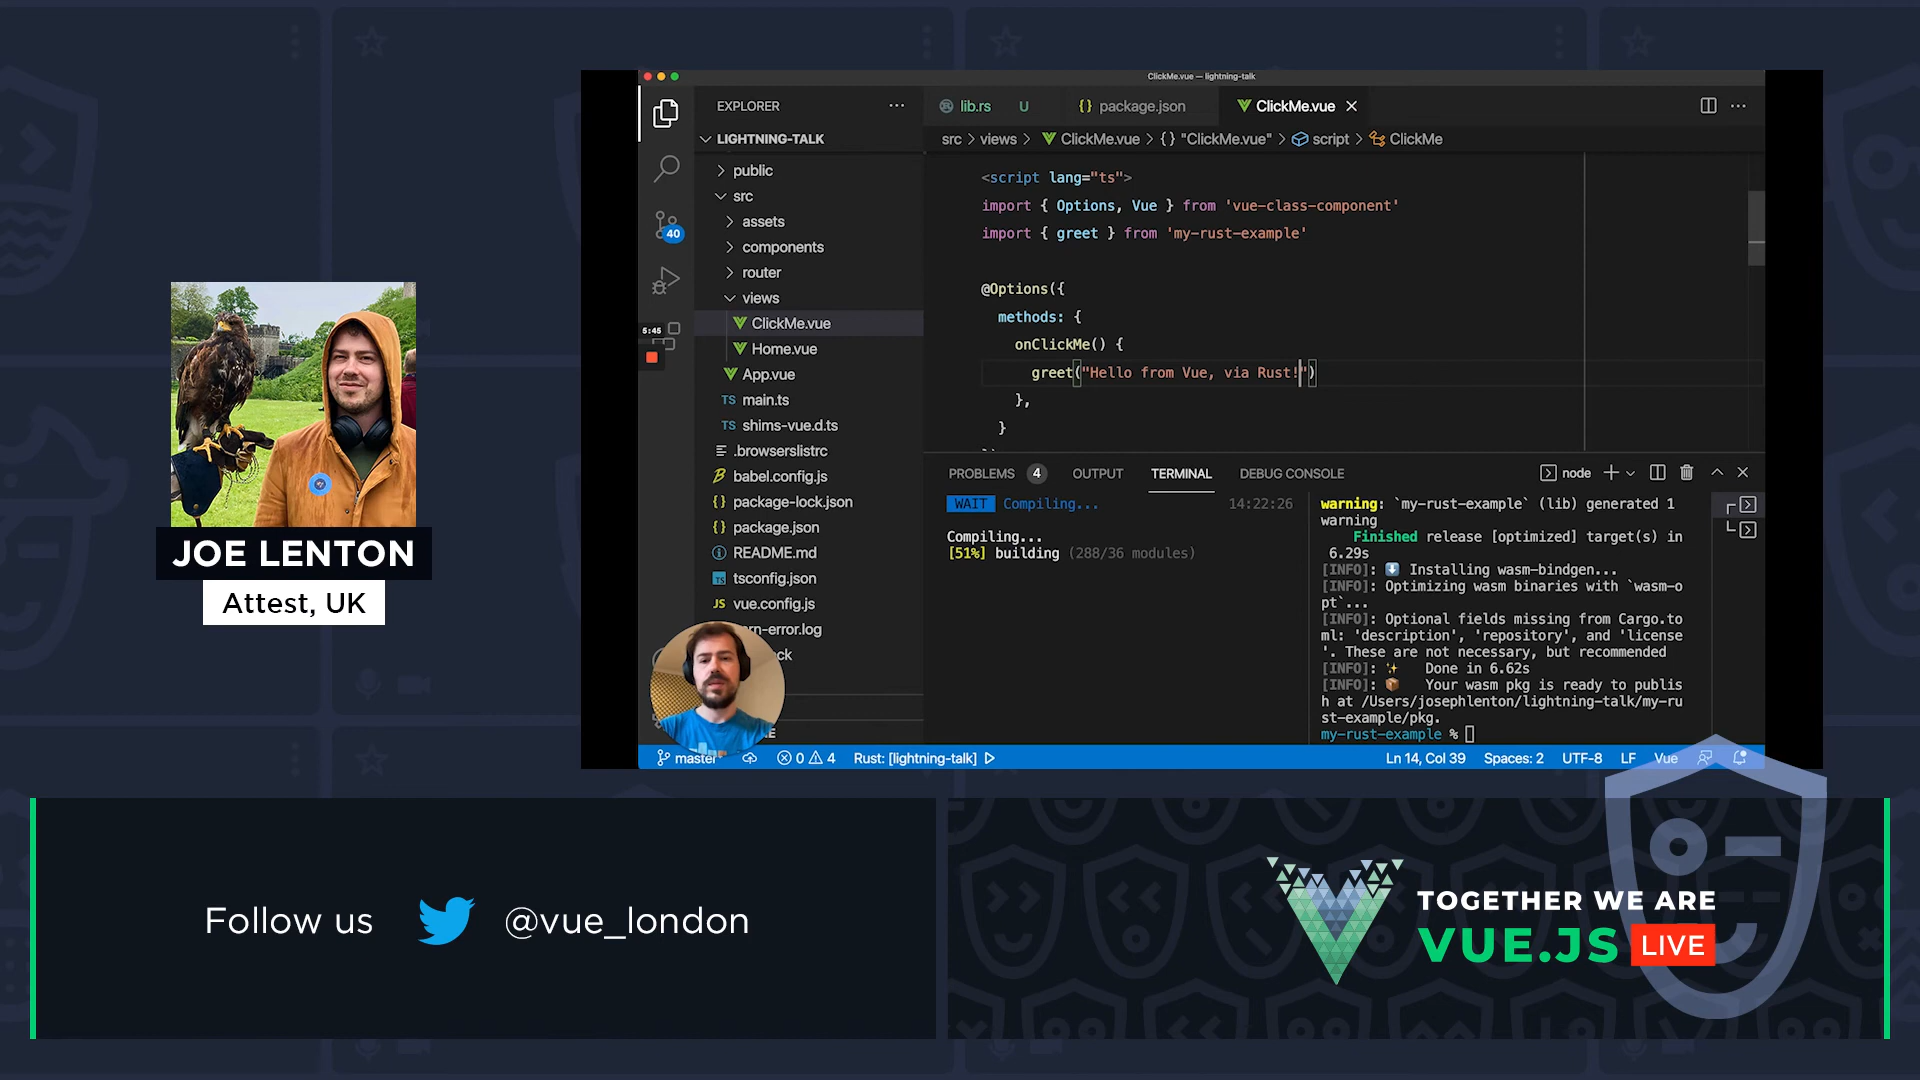 ClickMe.vue — lightning-talk
EXPLORER
lib.rs U
package.json
ClickMe.vue
LIGHTNING-TALK
src > views > ClickMe.vue > {} "ClickMe.vue" > script > ClickMe
public
src
assets
components
router
views
ClickMe.vue
Home.vue
App.vue
TS main.ts
TS shims-vue.d.ts
.browserslistrc
babel.config.js
{} package-lock.json
{} package.json
README.md
tsconfig.json
JS vue.config.js
rn-error.log
ck
40
5:45
<script lang="ts">
import { Options, Vue } from 'vue-class-component'
import { greet } from 'my-rust-example'
@Options({
methods: {
onClickMe() {
greet("Hello from Vue, via Rust!")
},
}
PROBLEMS 4 OUTPUT TERMINAL DEBUG CONSOLE
node
WAIT Compiling... 14:22:26
Compiling...
[51%] building (288/36 modules)
warning: `my-rust-example` (lib) generated 1
warning
Finished release [optimized] target(s) in
6.29s
[INFO]: Installing wasm-bindgen...
[INFO]: Optimizing wasm binaries with `wasm-o
pt`...
[INFO]: Optional fields missing from Cargo.to
ml: 'description', 'repository', and 'license
'. These are not necessary, but recommended
[INFO]: Done in 6.62s
[INFO]: Your wasm pkg is ready to publis
h at /Users/josephlenton/lightning-talk/my-ru
st-example/pkg.
my-rust-example %
master
0 4
Rust: [lightning-talk]
Ln 14, Col 39 Spaces: 2 UTF-8 LF Vue
JOE LENTON
Attest, UK
Follow us @vue_london
TOGETHER WE ARE
VUE.JS LIVE